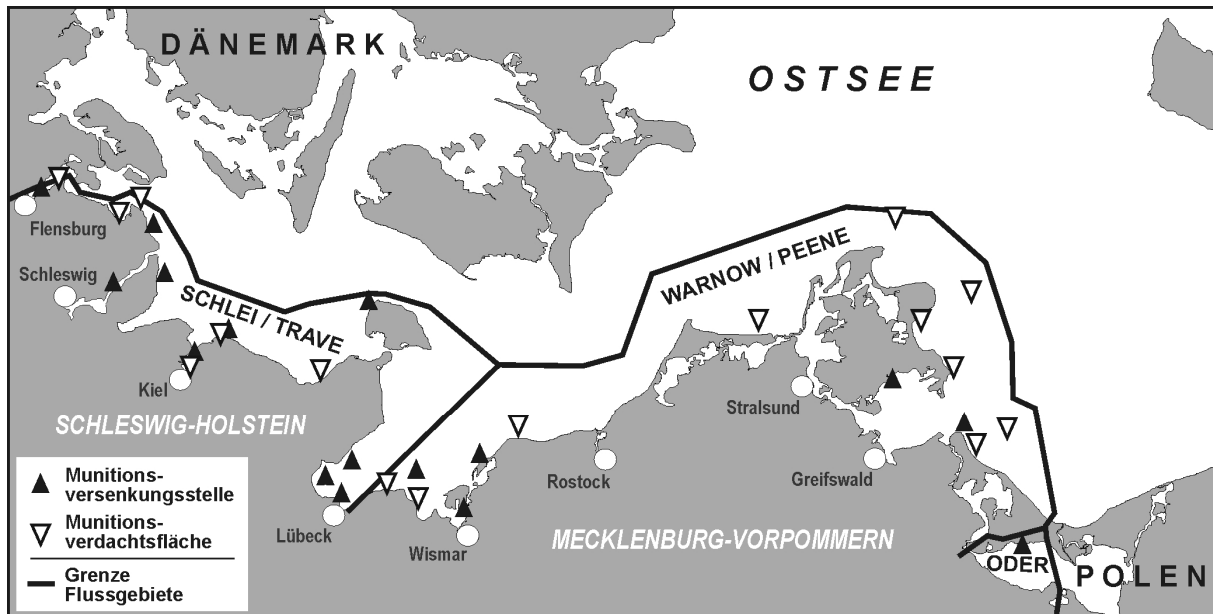 DÄNEMARK
OSTSEE
Flensburg
Schleswig
SCHLEI / TRAVE
WARNOW / PEENE
Kiel
Stralsund
SCHLESWIG-HOLSTEIN
Munitions-
versenkungsstelle
Munitions-
verdachtsfläche
Grenze
Flussgebiete
Lübeck
Wismar
Rostock
Greifswald
MECKLENBURG-VORPOMMERN
ODER
POLEN